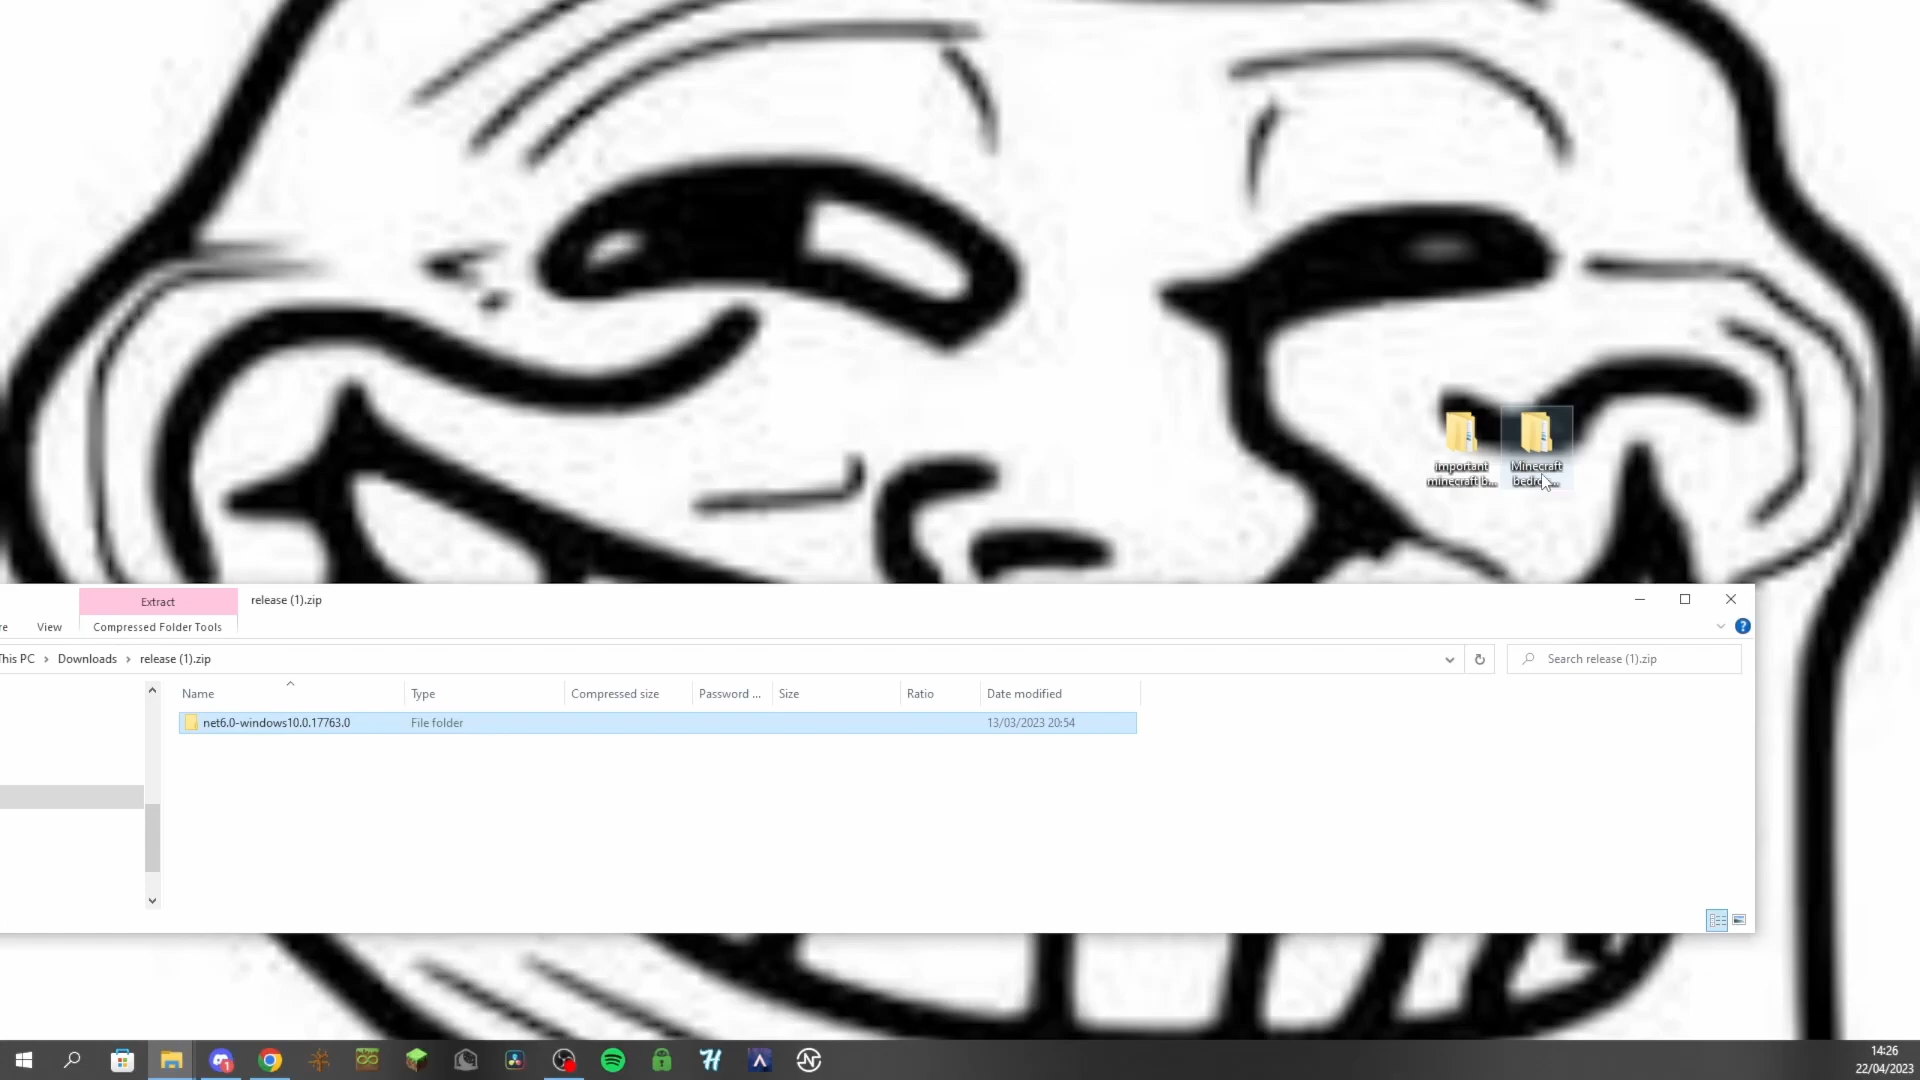 important
minecraft b...
Minecraft
Extract
release (1).zip
View
Compressed Folder Tools
This PC > Downloads > release (1).zip
Search release (1).zip
Name Type Compressed size Password ... Size Ratio Date modified
net6.0-windows10.0.17763.0 File folder 13/03/2023 20:54
14:26
22/04/2023